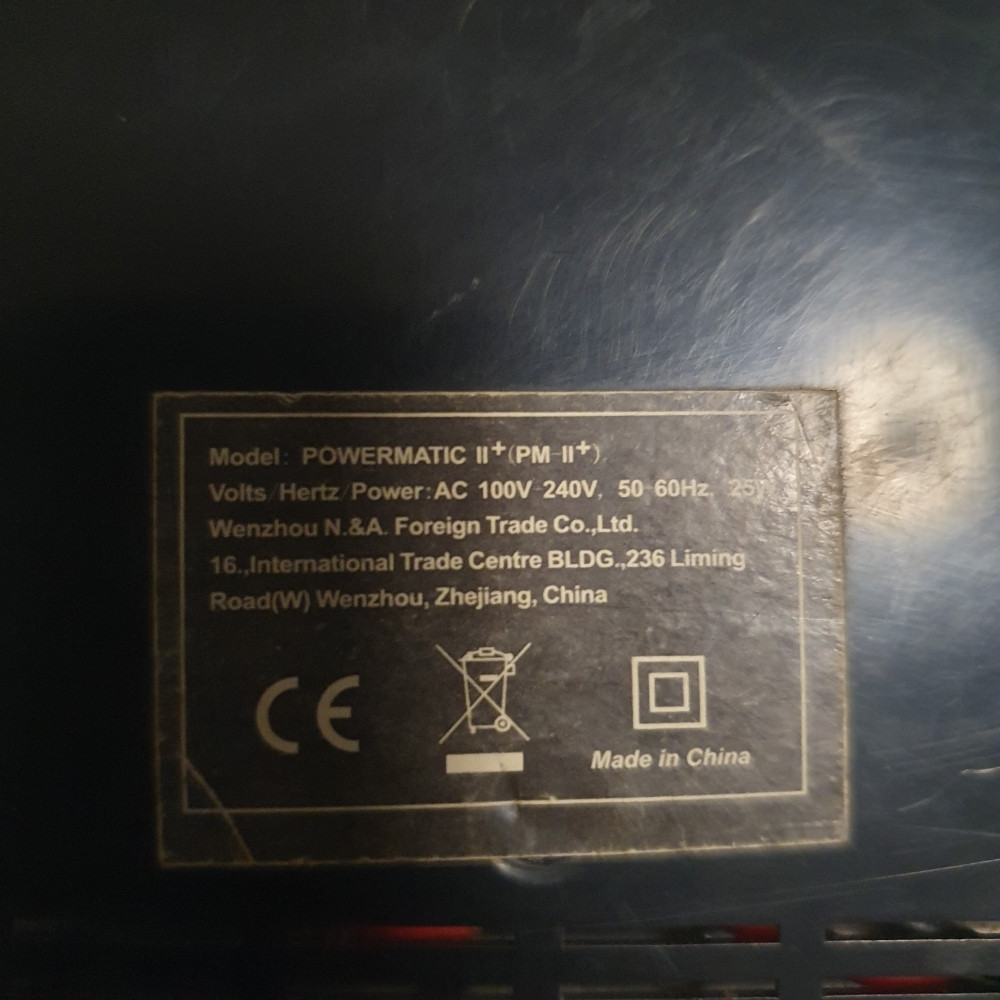 Model: POWERMATIC II+(PM-II+)
Volts/Hertz/Power:AC 100V-240V, 50-60Hz,
Wenzhou N.&A. Foreign Trade Co.,Ltd.
16.,International Trade Centre BLDG.,236 Liming
Road(W) Wenzhou, Zhejiang, China
CE
Made in China